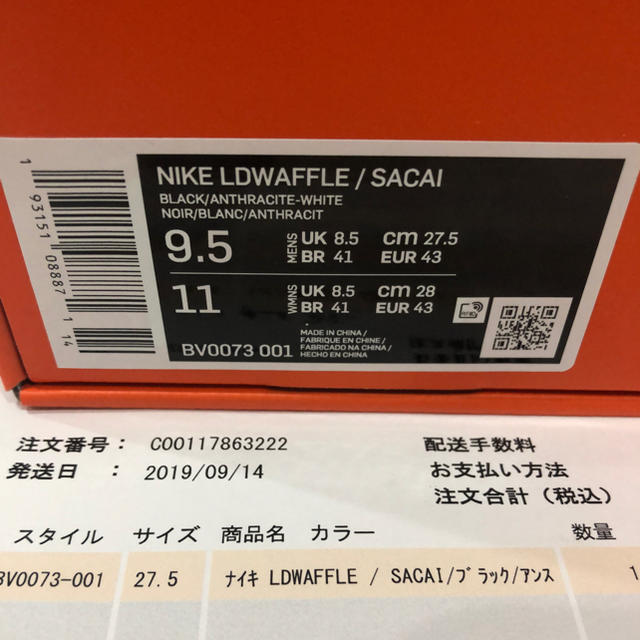 NIKE LDWAFFLE / SACAI
BLACK/ANTHRACITE-WHITE
NOIR/BLANC/ANTHRACIT
9.5 MENS UK 8.5 cm 27.5
BR 41 EUR 43
11 WMNS UK 8.5 cm 28
BR 41 EUR 43
BV0073 001
MADE IN CHINA /
FABRIQUE EN CHINE /
FABRICADO NA CHINA /
HECHO EN CHINA
1 93151 08887 1 14
注文番号： CO0117863222 配送手数料
発送日 ： 2019/09/14 お支払い方法
注文合計（税込）
スタイル サイズ 商品名 カラー 数量
BV0073-001 27.5 ﾅｲｷ LDWAFFLE / SACAI/ﾌﾞﾗｯｸ/ｱﾝｽ 1